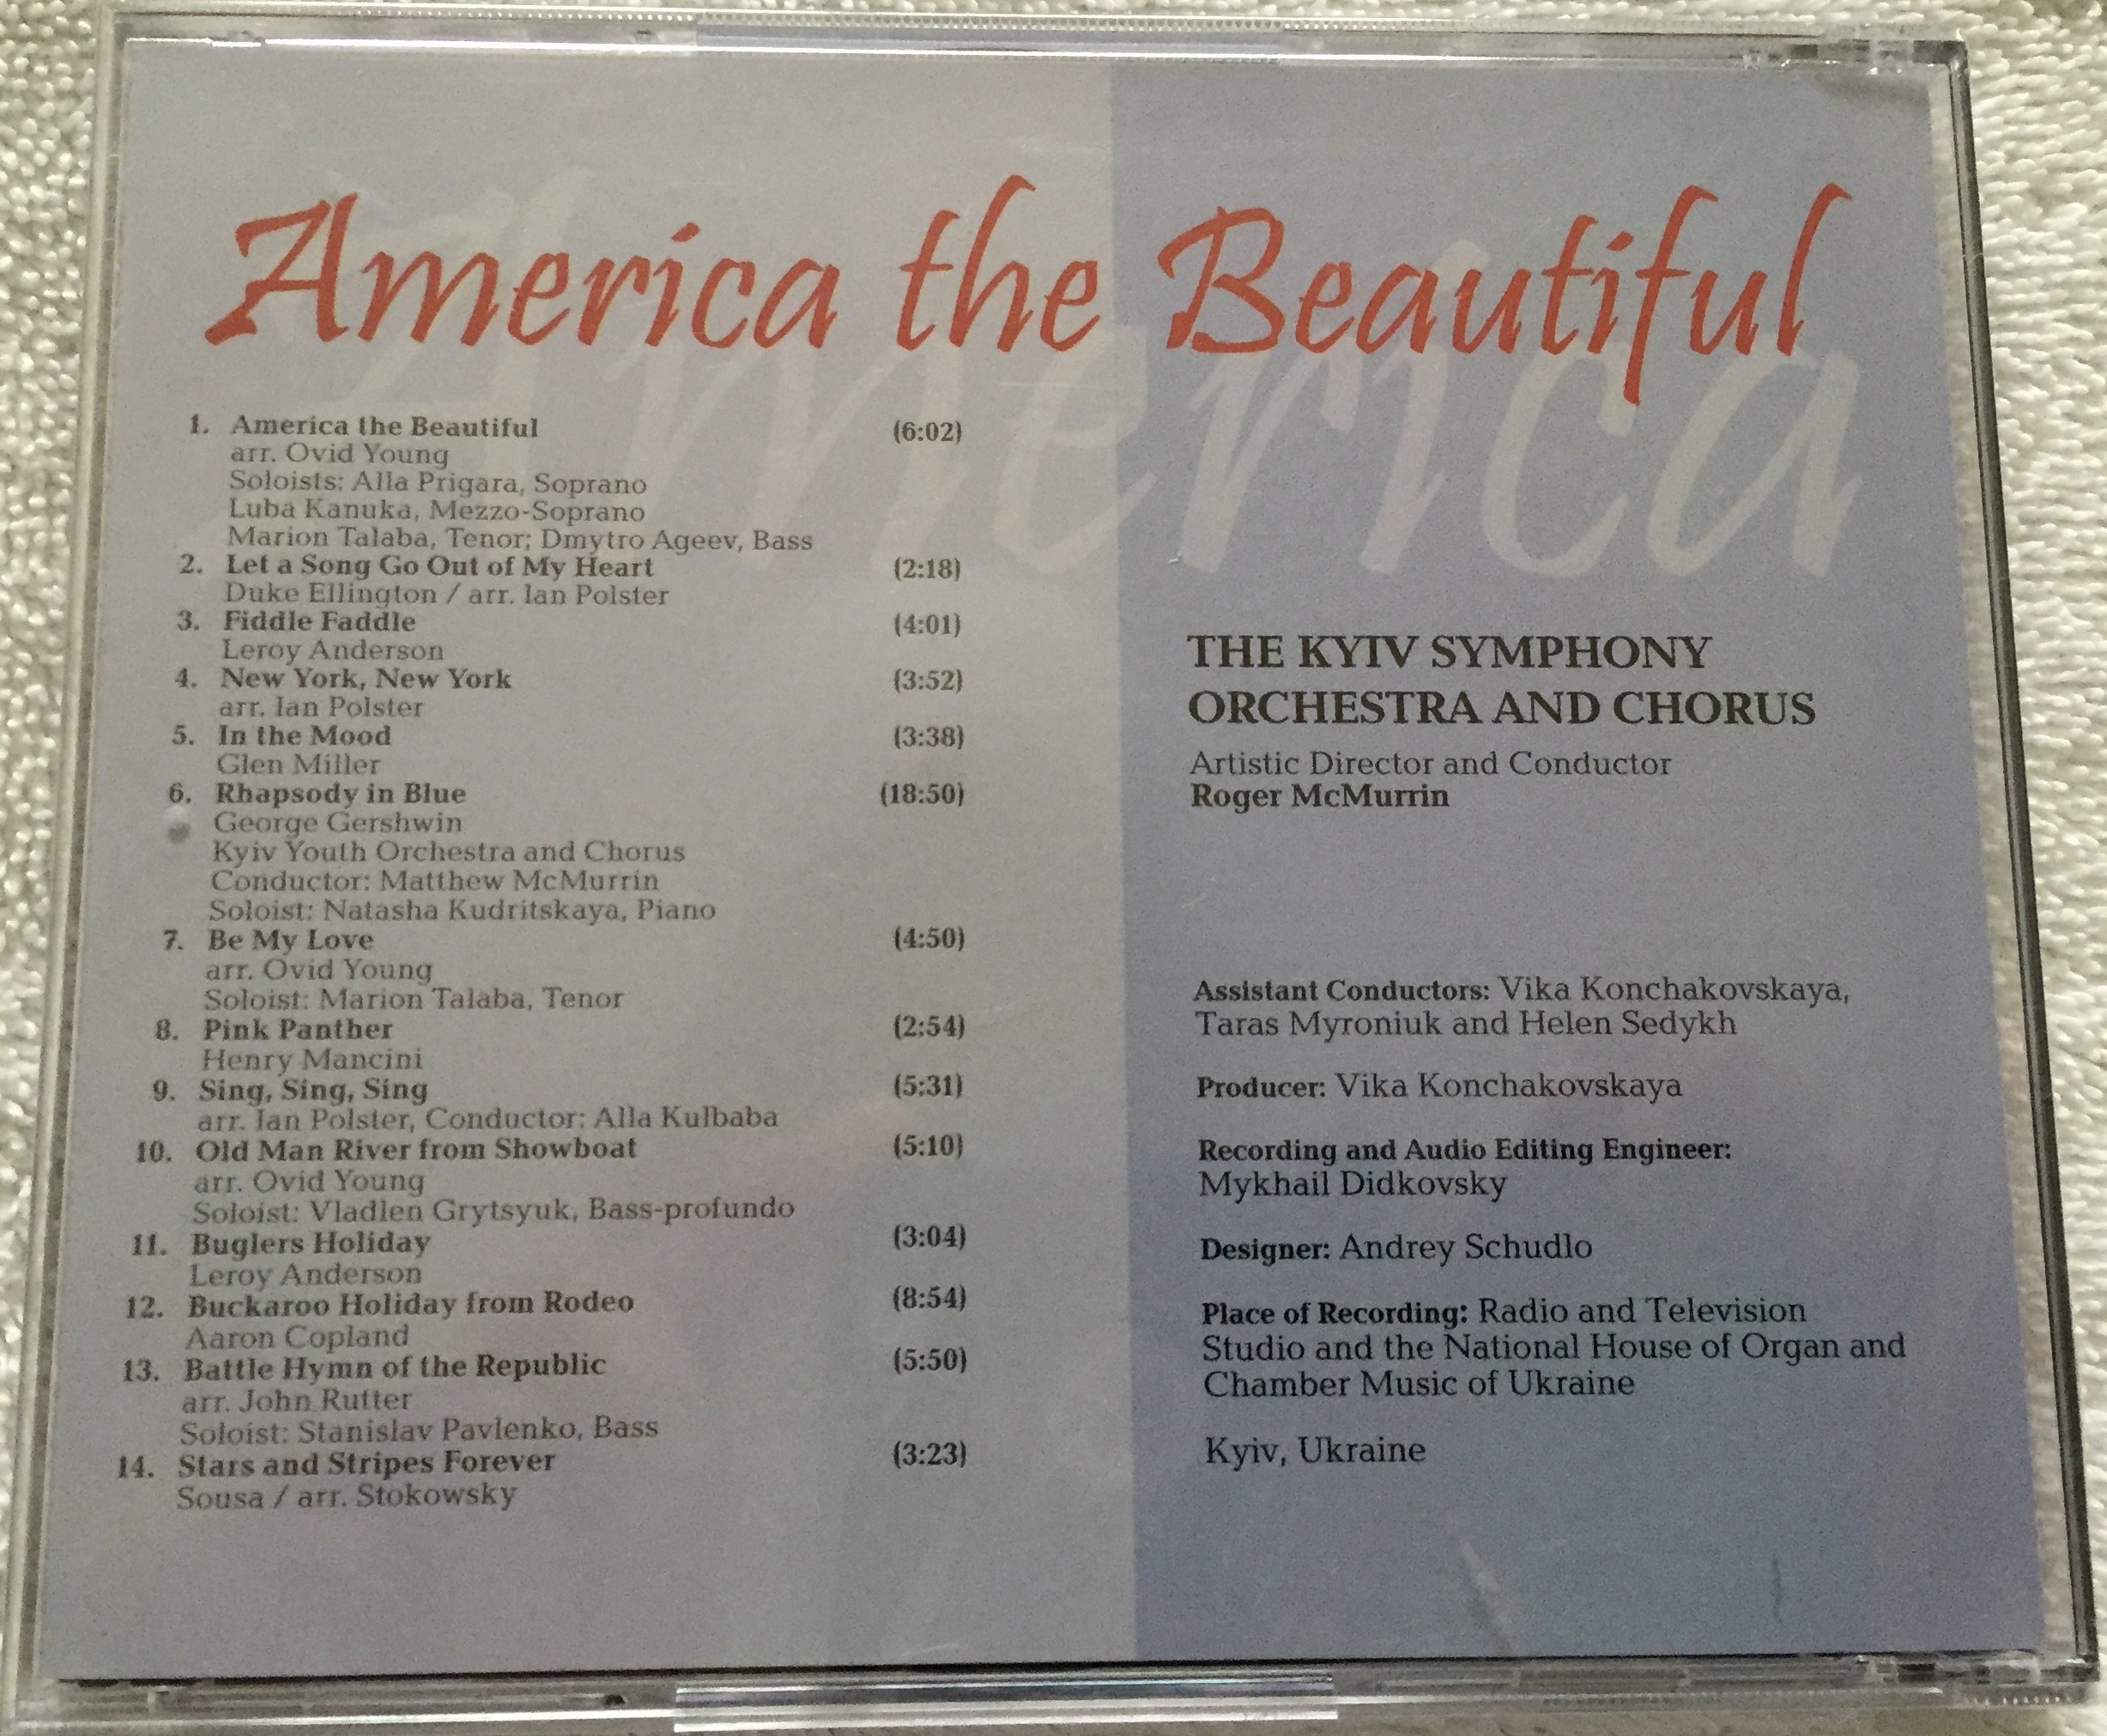 America the Beautiful
America
1. America the Beautiful (6:02)
arr. Ovid Young
Soloists: Alla Prigara, Soprano
Luba Kanuka, Mezzo-Soprano
Marion Talaba, Tenor; Dmytro Ageev, Bass
2. Let a Song Go Out of My Heart (2:18)
Duke Ellington / arr. Ian Polster
3. Fiddle Faddle (4:01)
Leroy Anderson
4. New York, New York (3:52)
arr. Ian Polster
5. In the Mood (3:38)
Glen Miller
6. Rhapsody in Blue (18:50)
George Gershwin
Kyiv Youth Orchestra and Chorus
Conductor: Matthew McMurrin
Soloist: Natasha Kudritskaya, Piano
7. Be My Love (4:50)
arr. Ovid Young
Soloist: Marion Talaba, Tenor
8. Pink Panther (2:54)
Henry Mancini
9. Sing, Sing, Sing (5:31)
arr. Ian Polster, Conductor: Alla Kulbaba
10. Old Man River from Showboat (5:10)
arr. Ovid Young
Soloist: Vladlen Grytsyuk, Bass-profundo
11. Buglers Holiday (3:04)
Leroy Anderson
12. Buckaroo Holiday from Rodeo (8:54)
Aaron Copland
13. Battle Hymn of the Republic (5:50)
arr. John Rutter
Soloist: Stanislav Pavlenko, Bass
14. Stars and Stripes Forever (3:23)
Sousa / arr. Stokowsky
THE KYIV SYMPHONY
ORCHESTRA AND CHORUS
Artistic Director and Conductor
Roger McMurrin
Assistant Conductors: Vika Konchakovskaya,
Taras Myroniuk and Helen Sedykh
Producer: Vika Konchakovskaya
Recording and Audio Editing Engineer:
Mykhail Didkovsky
Designer: Andrey Schudlo
Place of Recording: Radio and Television
Studio and the National House of Organ and
Chamber Music of Ukraine
Kyiv, Ukraine